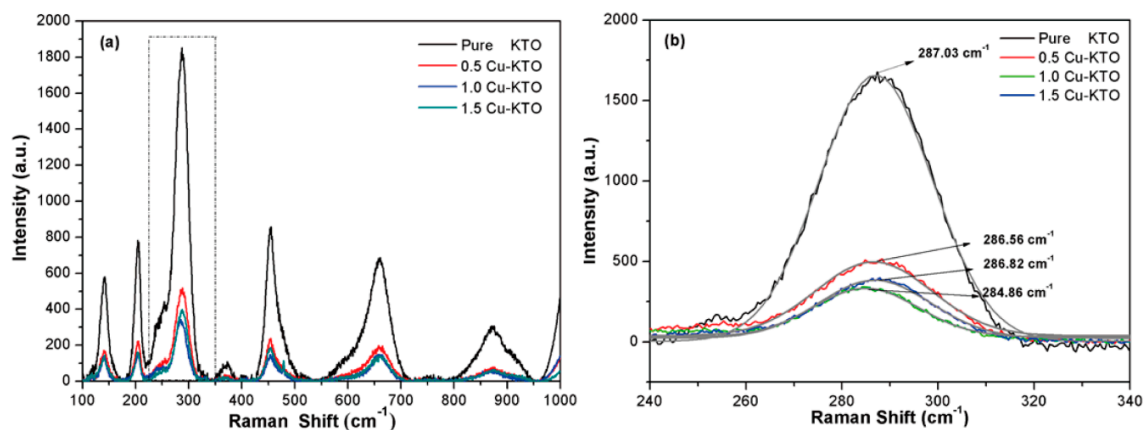 (a)
Pure KTO
0.5 Cu-KTO
1.0 Cu-KTO
1.5 Cu-KTO
2000
1800
1600
1400
1200
1000
800
600
400
200
0
100 200 300 400 500 600 700 800 900 1000
Intensity (a.u.)
Raman Shift (cm⁻¹)
(b)
Pure KTO
0.5 Cu-KTO
1.0 Cu-KTO
1.5 Cu-KTO
287.03 cm⁻¹
286.56 cm⁻¹
286.82 cm⁻¹
284.86 cm⁻¹
2000
1500
1000
500
0
240 260 280 300 320 340
Intensity (a.u.)
Raman Shift (cm⁻¹)